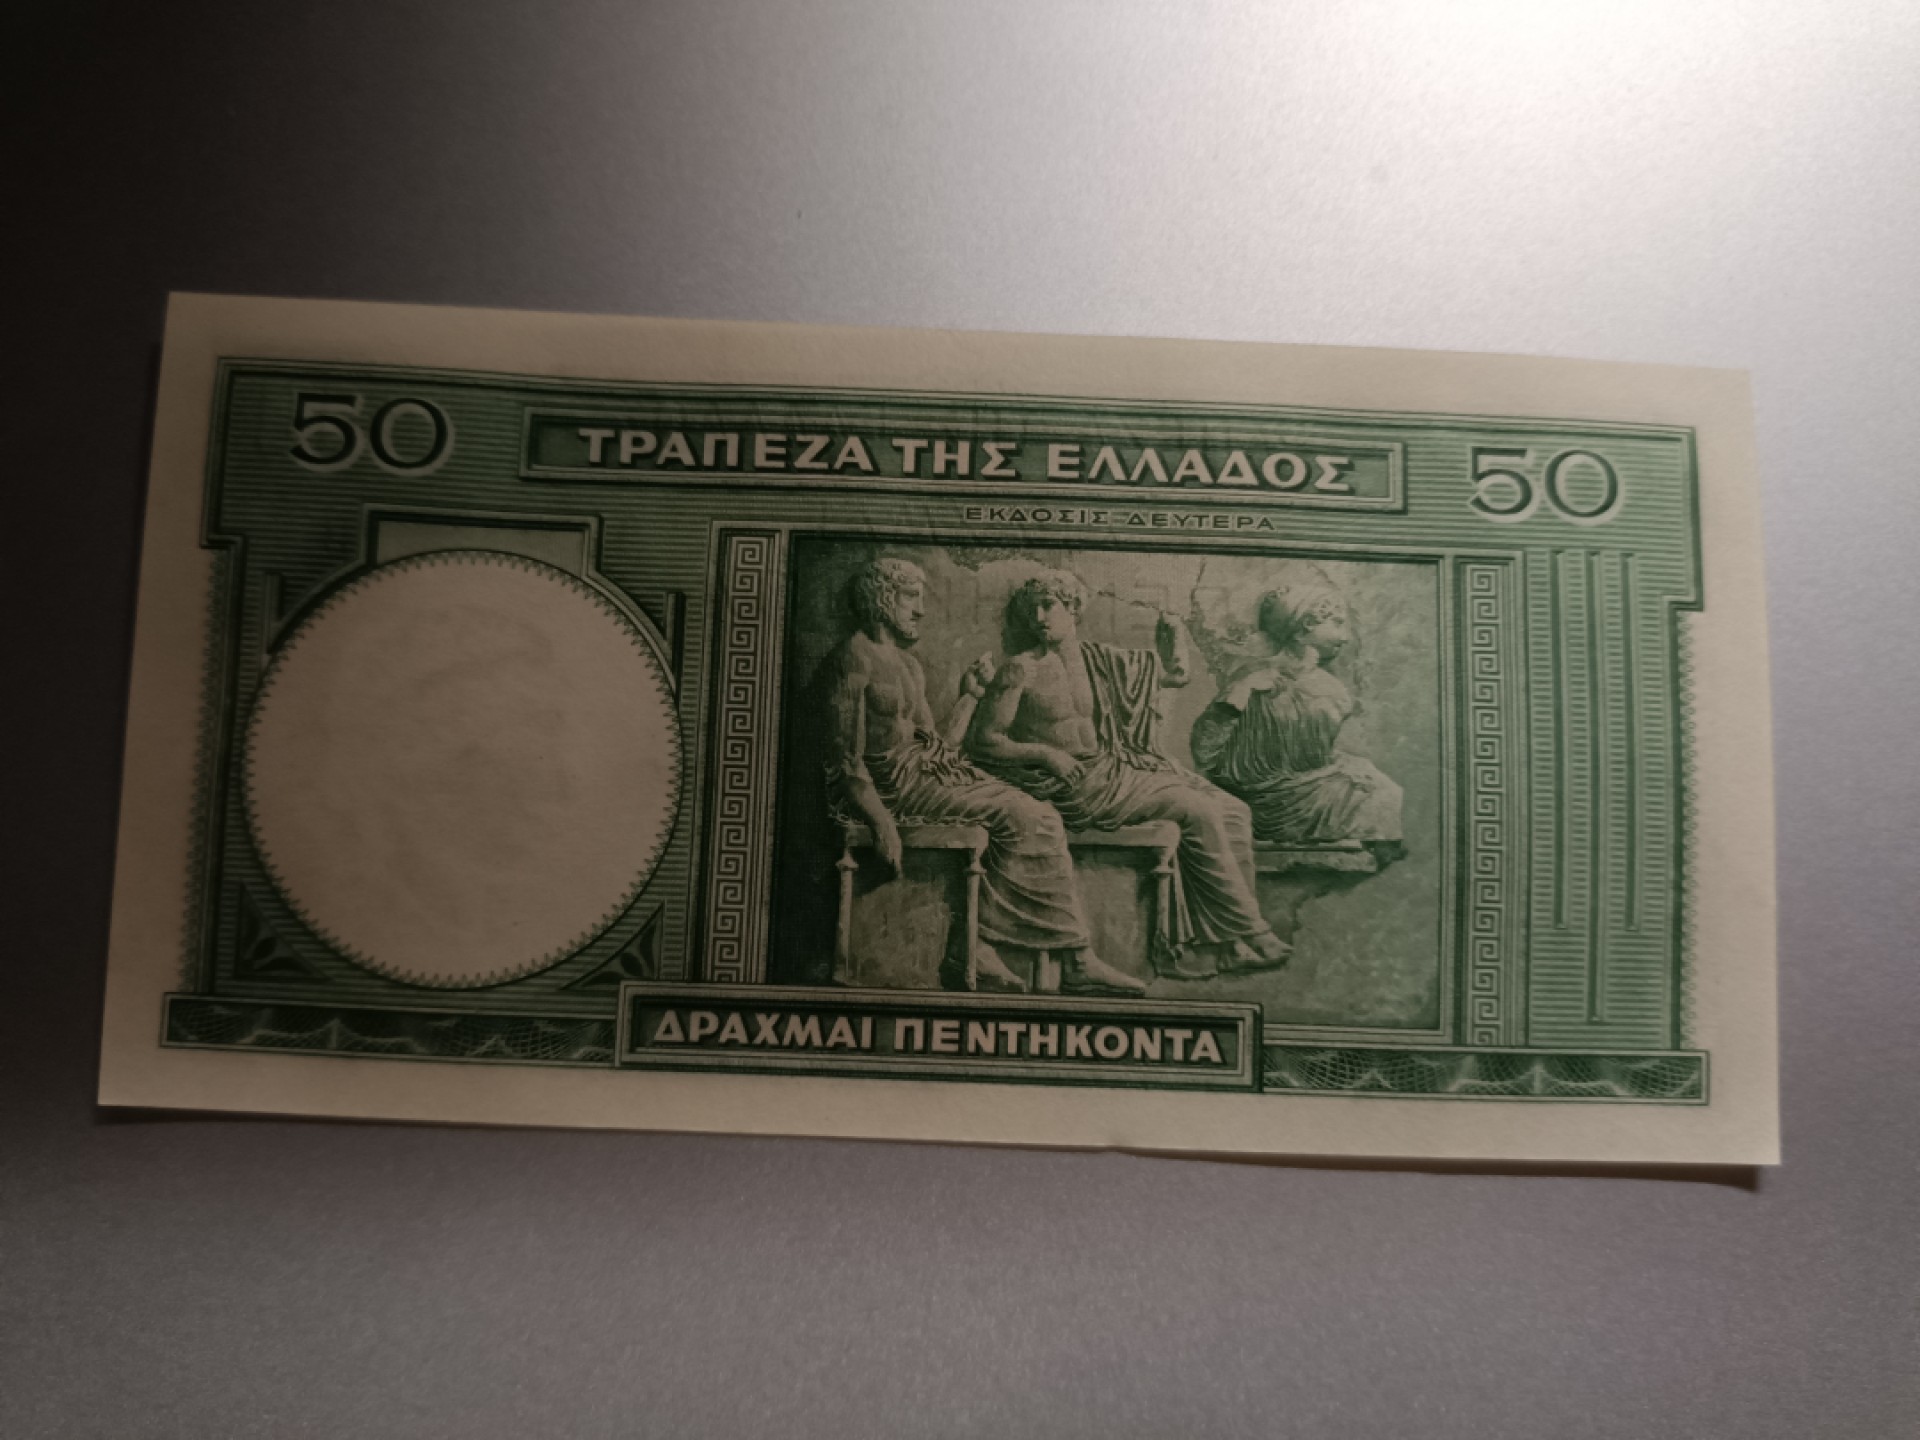 50 ΤΡΑΠΕΖΑ ΤΗΣ ΕΛΛΑΔΟΣ 50
ΕΚΔΟΣΙΣ ΔΕΥΤΕΡΑ
ΔΡΑΧΜΑΙ ΠΕΝΤΗΚΟΝΤΑ